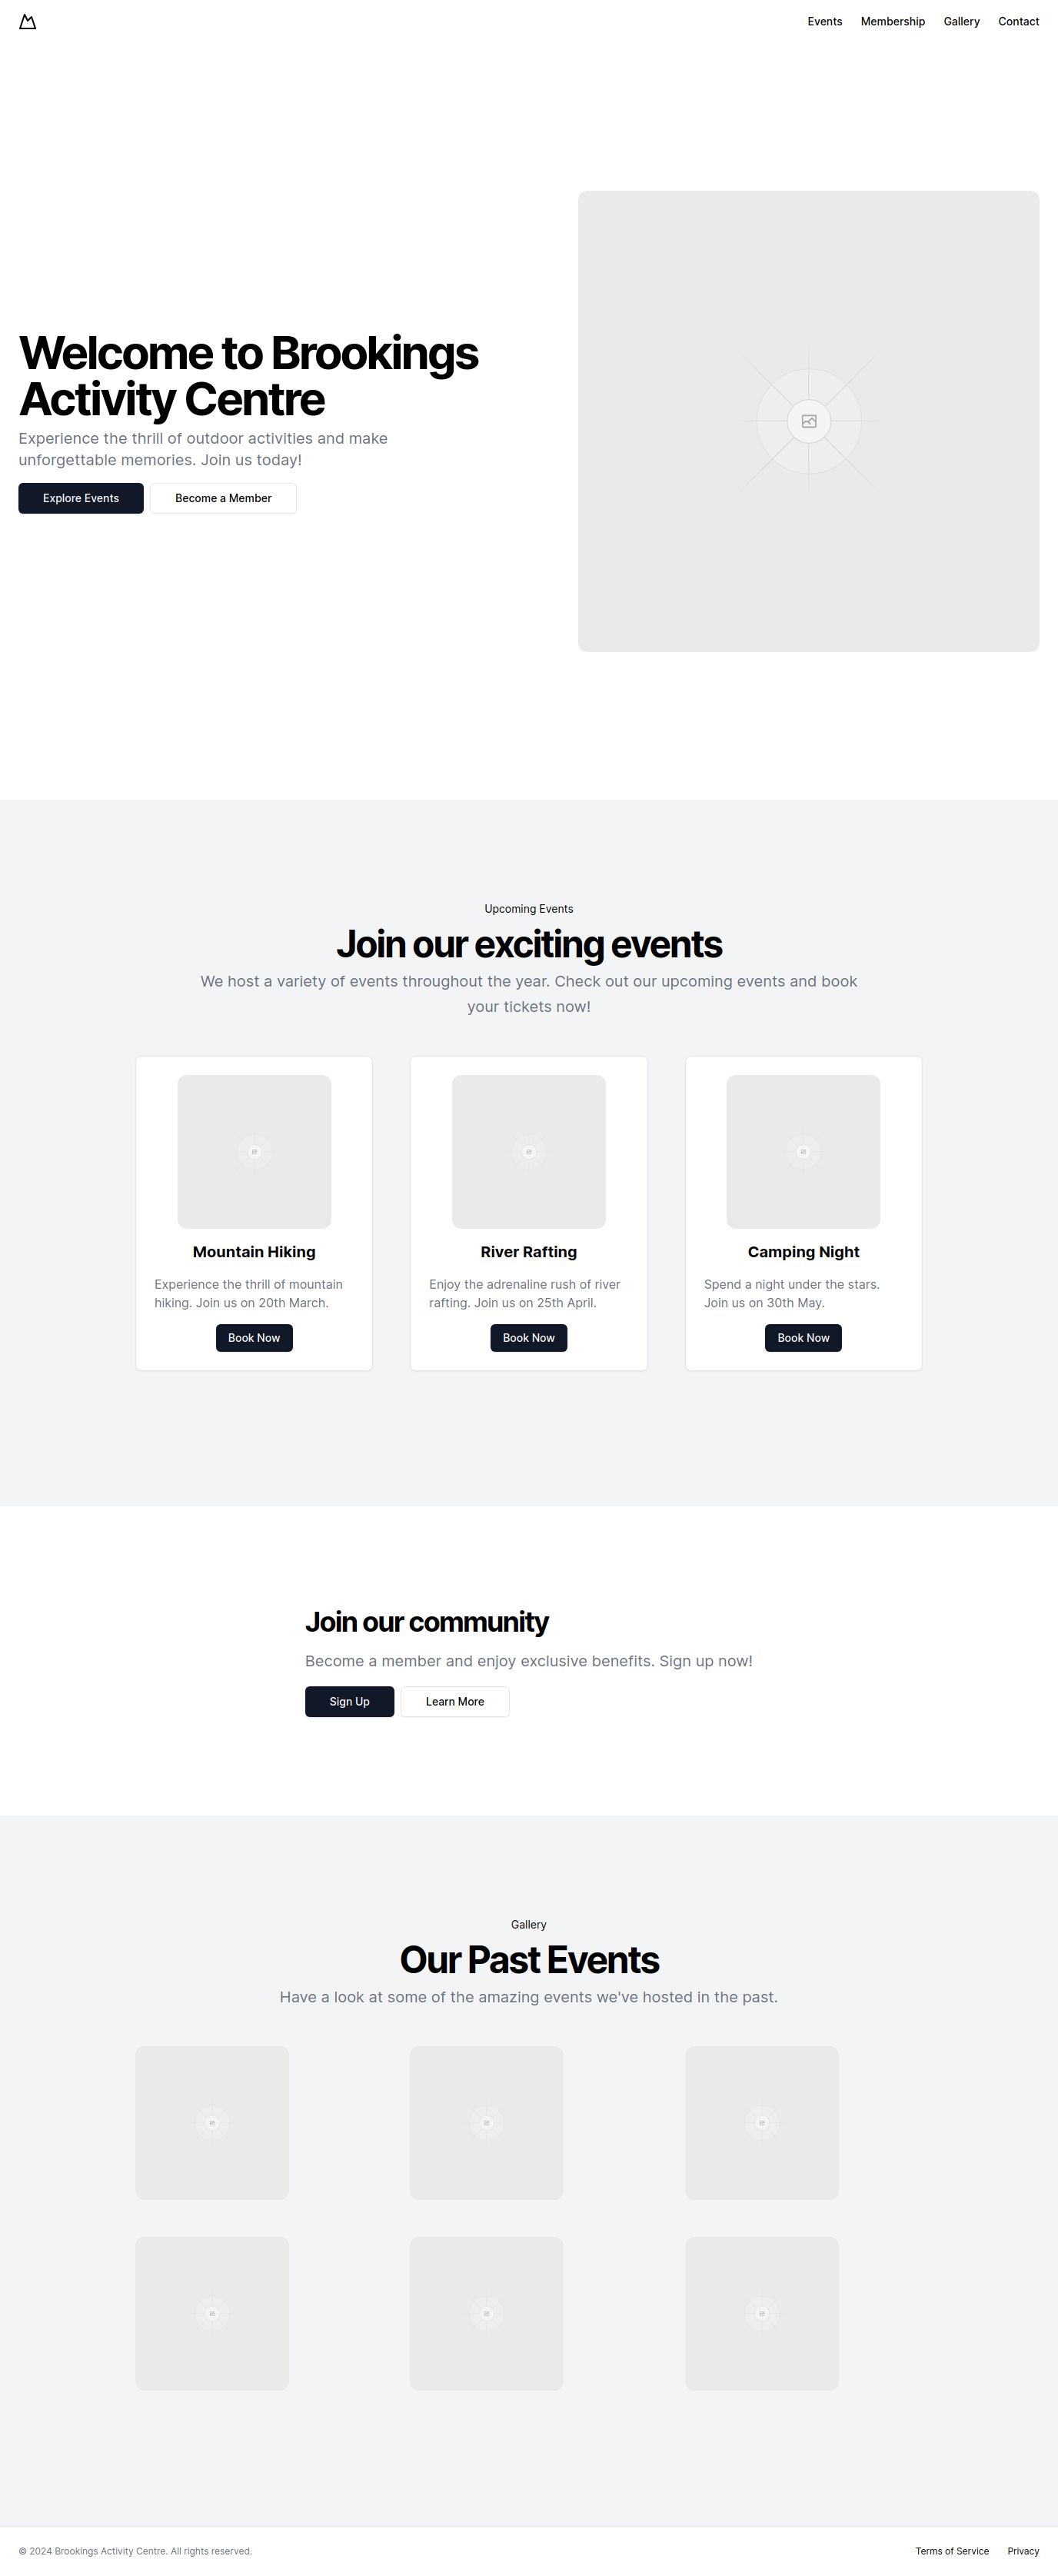 Events Membership Gallery Contact
Welcome to Brookings
Activity Centre
Experience the thrill of outdoor activities and make
unforgettable memories. Join us today!
Explore Events Become a Member
Upcoming Events
Join our exciting events
We host a variety of events throughout the year. Check out our upcoming events and book
your tickets now!
Mountain Hiking
Experience the thrill of mountain
hiking. Join us on 20th March.
Book Now
River Rafting
Enjoy the adrenaline rush of river
rafting. Join us on 25th April.
Book Now
Camping Night
Spend a night under the stars.
Join us on 30th May.
Book Now
Join our community
Become a member and enjoy exclusive benefits. Sign up now!
Sign Up Learn More
Gallery
Our Past Events
Have a look at some of the amazing events we've hosted in the past.
© 2024 Brookings Activity Centre. All rights reserved.
Terms of Service Privacy